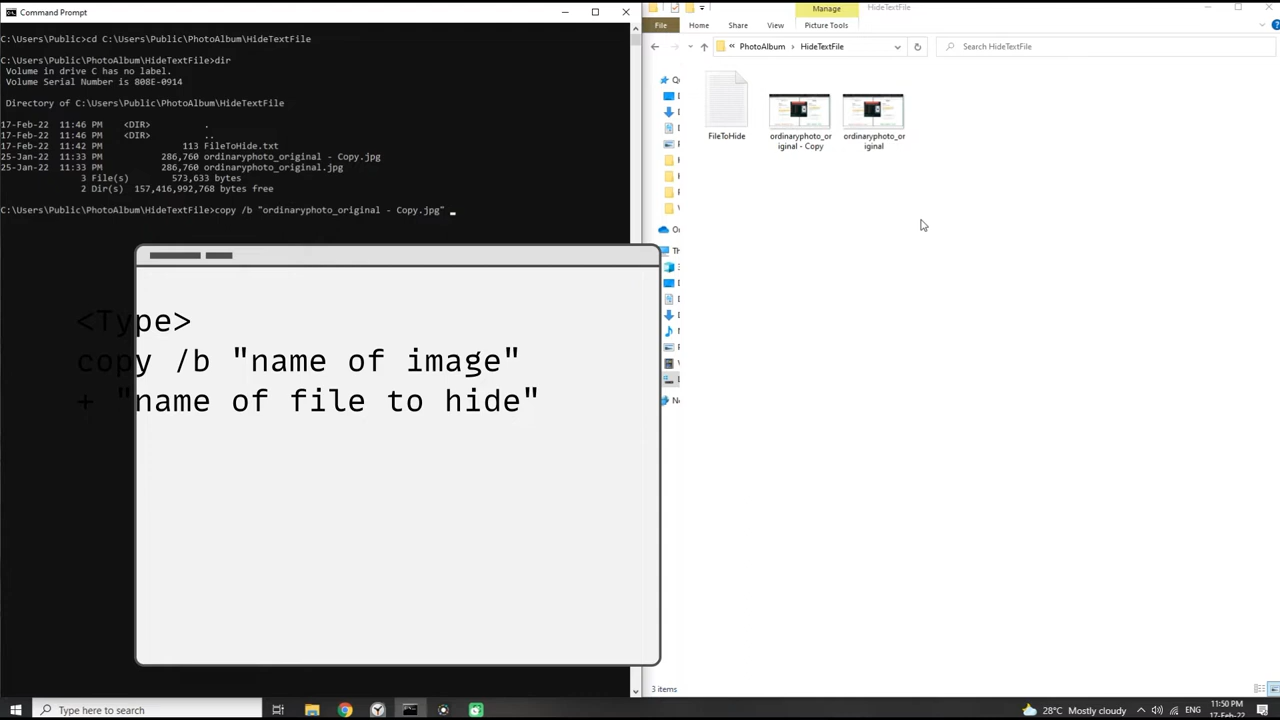 Command Prompt
C:\Users\Public>cd C:\Users\Public\PhotoAlbum\HideTextFile
C:\Users\Public\PhotoAlbum\HideTextFile>dir
Volume in drive C has no label.
Volume Serial Number is 808E-0914
Directory of C:\Users\Public\PhotoAlbum\HideTextFile
17-Feb-22  11:46 PM    <DIR>          .
17-Feb-22  11:46 PM    <DIR>          ..
17-Feb-22  11:42 PM               113 FileToHide.txt
25-Jan-22  11:33 PM           286,760 ordinaryphoto_original - Copy.jpg
25-Jan-22  11:33 PM           286,760 ordinaryphoto_original.jpg
3 File(s)        573,633 bytes
2 Dir(s)  157,416,992,768 bytes free
C:\Users\Public\PhotoAlbum\HideTextFile>copy /b "ordinaryphoto_original - Copy.jpg" _
<Type>
copy /b "name of image"
+ "name of file to hide"
Manage
HideTextFile
File
Home
Share
View
Picture Tools
« PhotoAlbum > HideTextFile
Search HideTextFile
FileToHide
ordinaryphoto_or
iginal - Copy
ordinaryphoto_or
iginal
3 items
Type here to search
28°C Mostly cloudy
ENG
11:50 PM
17-Feb-22